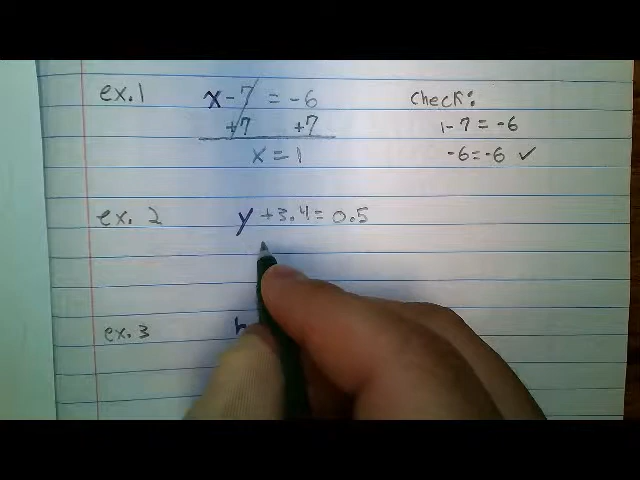 ex.1 x - 7 = -6 Check:
+7 +7 1 - 7 = -6
x = 1 -6 = -6 ✓
ex. 2 y + 3.4 = 0.5
ex. 3